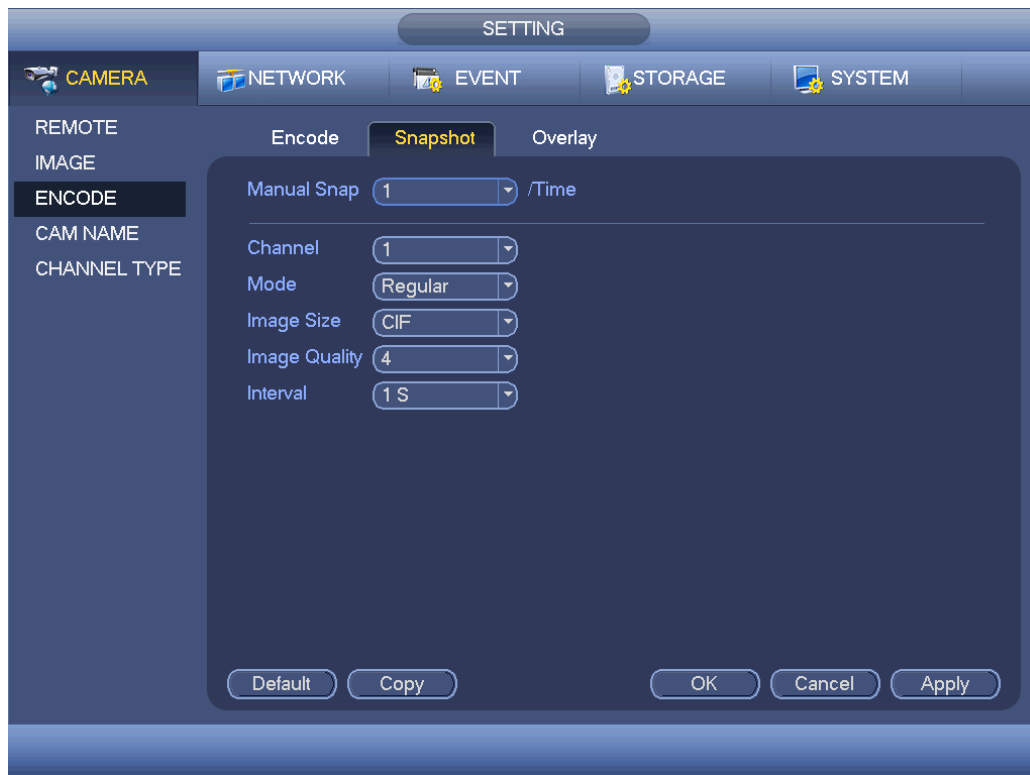 SETTING
CAMERA NETWORK EVENT STORAGE SYSTEM
REMOTE
IMAGE
ENCODE
CAM NAME
CHANNEL TYPE
Encode Snapshot Overlay
Manual Snap 1 /Time
Channel 1
Mode Regular
Image Size CIF
Image Quality 4
Interval 1 S
Default Copy OK Cancel Apply